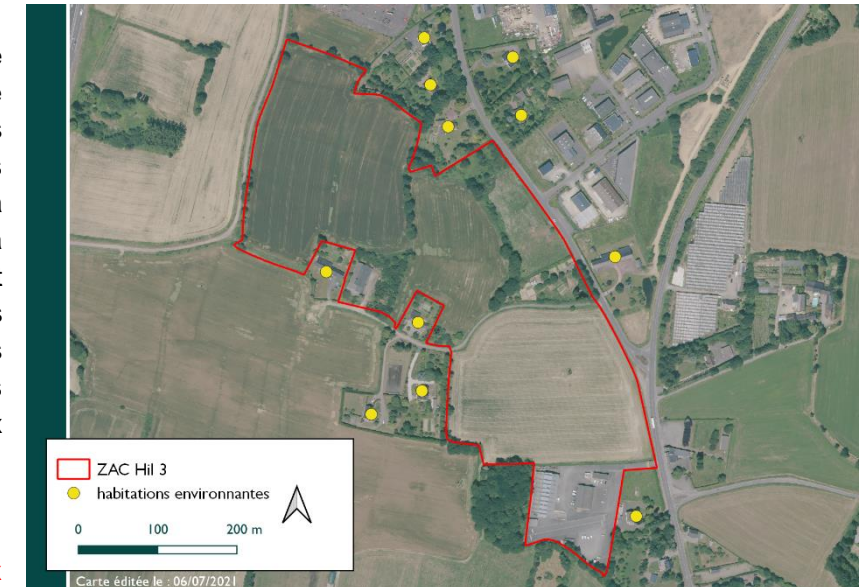 ZAC Hil 3
habitations environnantes
0 100 200 m
Carte éditée le : 06/07/2021